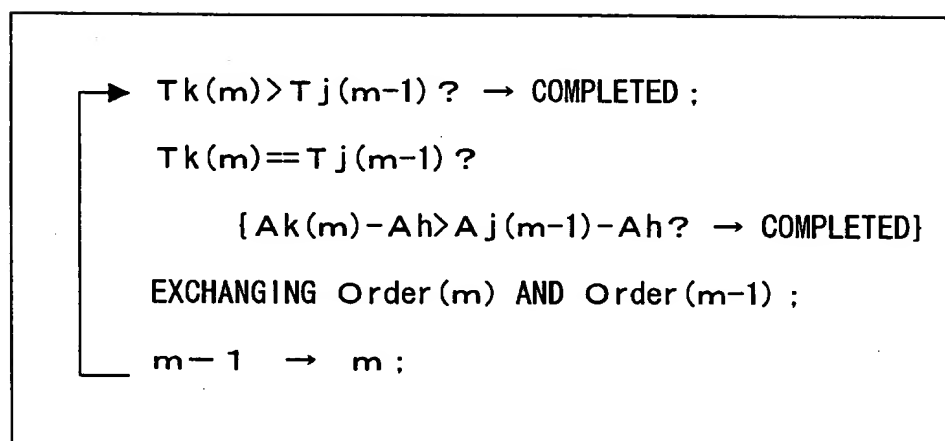 Tk(m)>Tj(m-1)? → COMPLETED;
Tk(m)==Tj(m-1)?
{Ak(m)-Ah>Aj(m-1)-Ah? → COMPLETED}
EXCHANGING Order(m) AND Order(m-1);
m-1 → m;